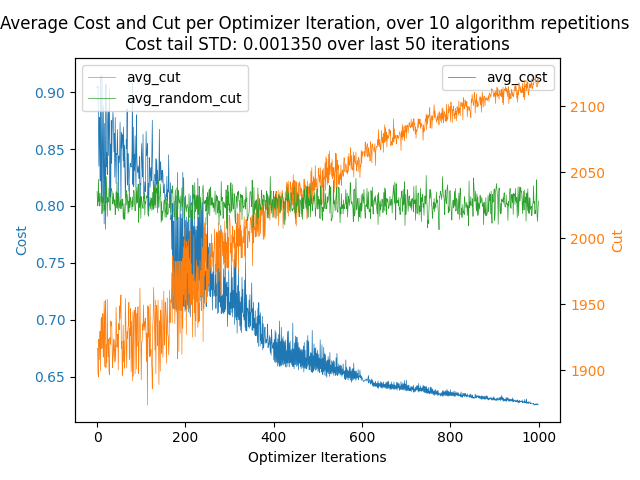 Average Cost and Cut per Optimizer Iteration, over 10 algorithm repetitions
Cost tail STD: 0.001350 over last 50 iterations
avg_cut
avg_random_cut
avg_cost
0.90
0.85
0.80
0.75
0.70
0.65
Cost
2100
2050
2000
1950
1900
Cut
0
200
400
600
800
1000
Optimizer Iterations